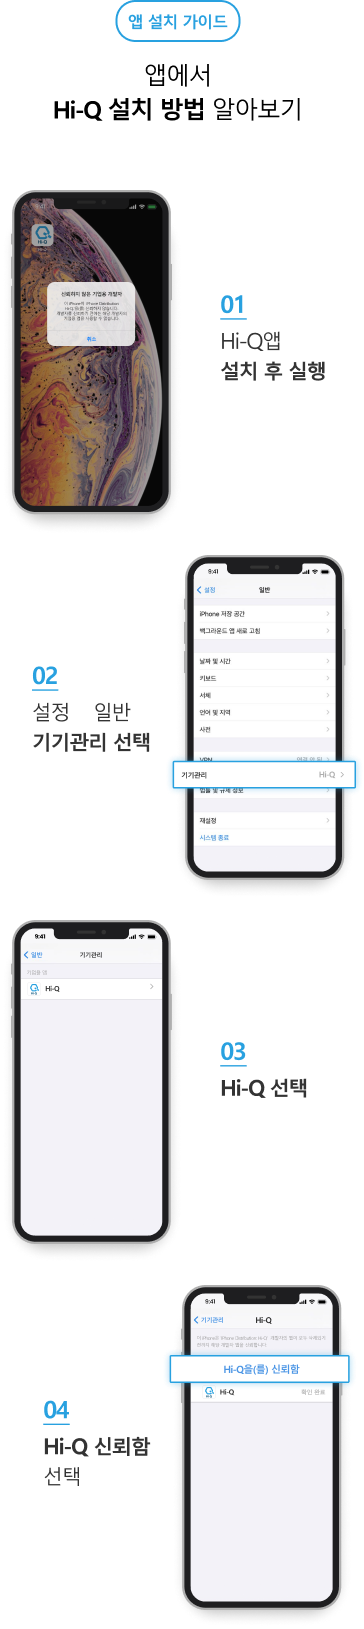 앱 설치 가이드
앱에서
Hi-Q 설치 방법 알아보기
Hi-Q
신뢰하지 않은 기업용 개발자
취소
01
Hi-Q앱
설치 후 실행
9:41
설정
일반
iPhone 저장 공간
백그라운드 앱 새로 고침
날짜 및 시간
키보드
서체
언어 및 지역
사전
VPN
기기관리
Hi-Q
법률 및 규제 정보
재설정
시스템 종료
02
설정 일반
기기관리 선택
9:41
일반
기기관리
기업용 앱
Hi-Q
Hi-Q
03
Hi-Q 선택
9:41
기기관리
Hi-Q
Hi-Q을(를) 신뢰함
Hi-Q
확인 완료
04
Hi-Q 신뢰함
선택